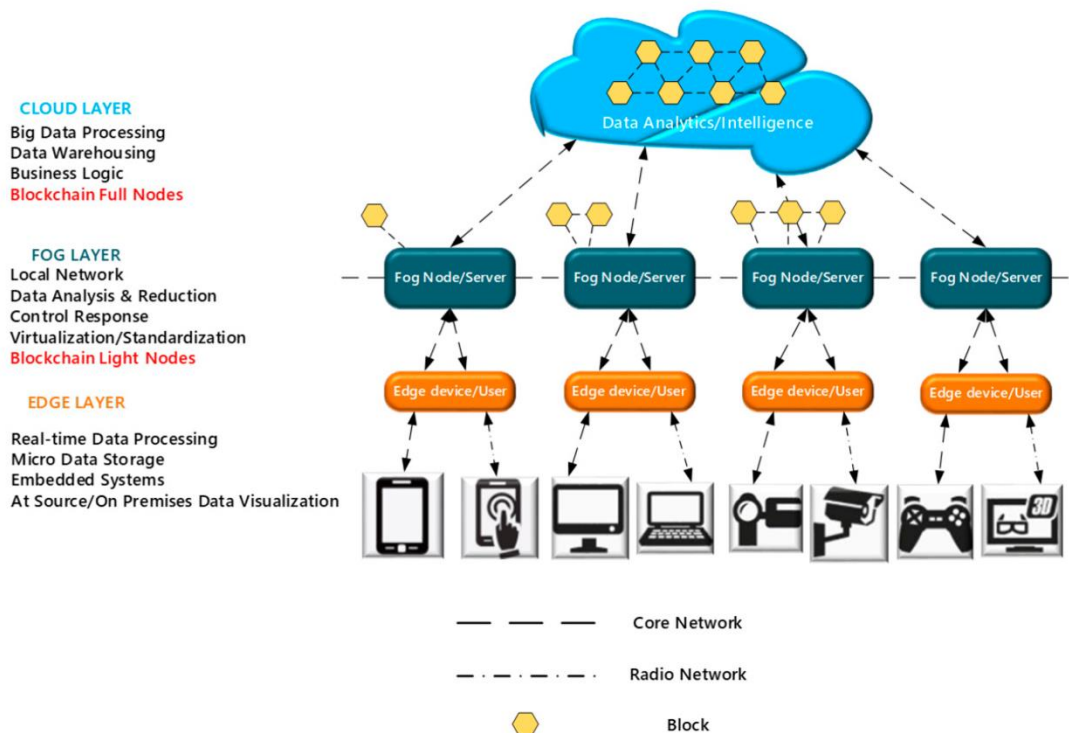 Data Analytics/Intelligence
CLOUD LAYER
Big Data Processing
Data Warehousing
Business Logic
Blockchain Full Nodes
FOG LAYER
Local Network
Data Analysis & Reduction
Control Response
Virtualization/Standardization
Blockchain Light Nodes
Fog Node/Server
Fog Node/Server
Fog Node/Server
Fog Node/Server
EDGE LAYER
Real-time Data Processing
Micro Data Storage
Embedded Systems
At Source/On Premises Data Visualization
Edge device/User
Edge device/User
Edge device/User
Edge device/User
3D
Core Network
Radio Network
Block